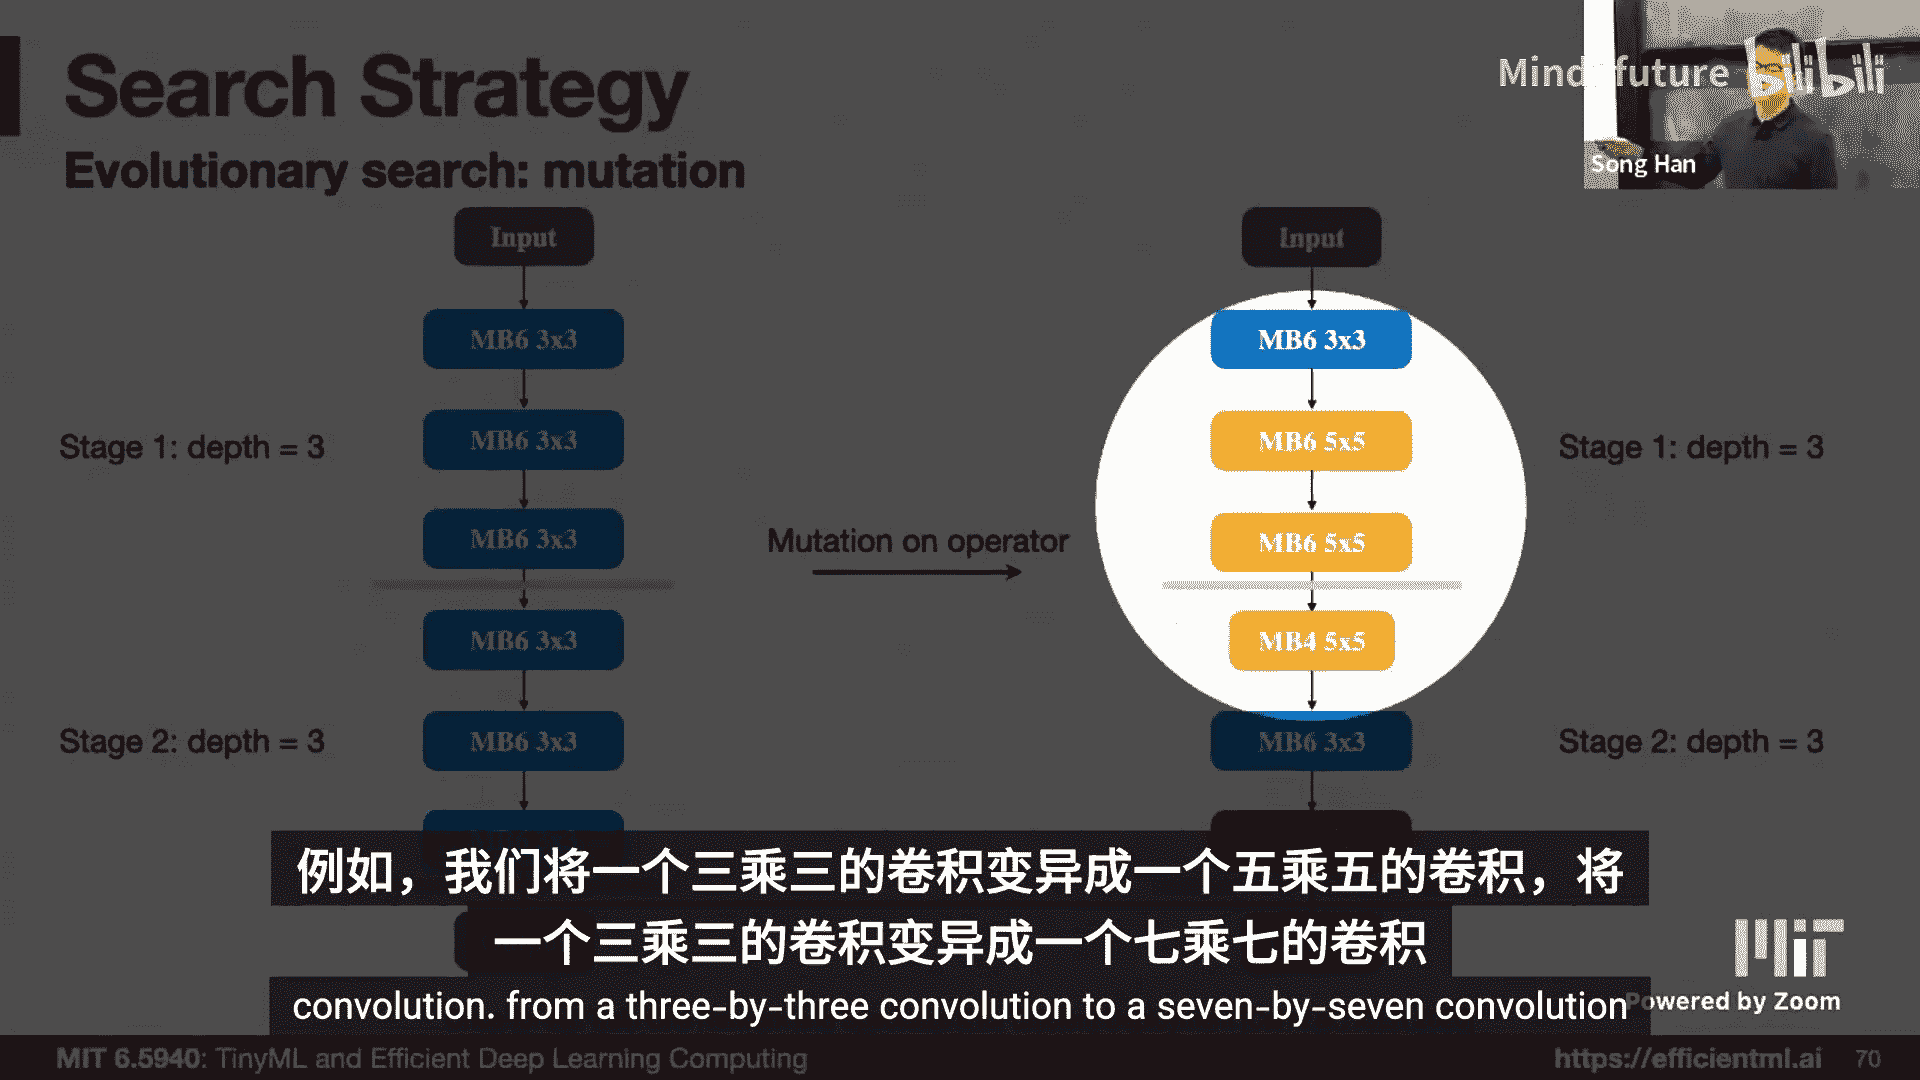 Search Strategy
Evolutionary search: mutation
Mind
future
bilibili
Song Han
Input
MB6 3x3
MB6 3x3
MB6 3x3
MB6 3x3
MB6 3x3
Stage 1: depth = 3
Stage 2: depth = 3
Mutation on operator
Input
MB6 3x3
MB6 5x5
MB6 5x5
MB4 5x5
MB6 3x3
Stage 1: depth = 3
Stage 2: depth = 3
例如，我们将一个三乘三的卷积变异成一个五乘五的卷积，将
一个三乘三的卷积变异成一个七乘七的卷积
convolution. from a three-by-three convolution to a seven-by-seven convolution
MIT
Powered by Zoom
MIT 6.5940: TinyML and Efficient Deep Learning Computing
https://efficientml.ai
70